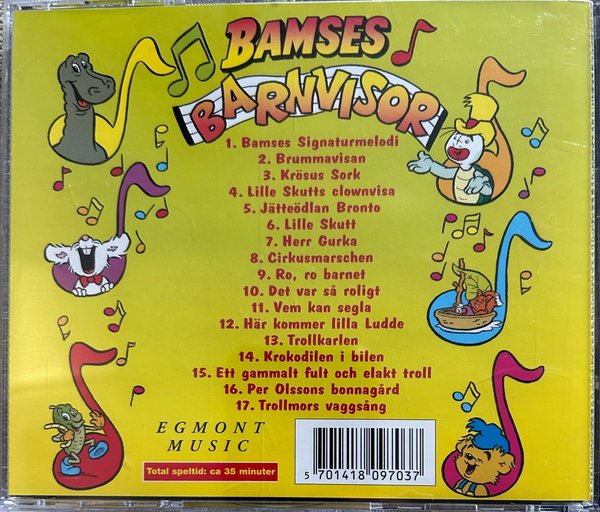 BAMSES
BARNVISOR
1. Bamses Signaturmelodi
2. Brummavisan
3. Krösus Sork
4. Lille Skutts clownvisa
5. Jätteödlan Bronto
6. Lille Skutt
7. Herr Gurka
8. Cirkusmarschen
9. Ro, ro barnet
10. Det var så roligt
11. Vem kan segla
12. Här kommer lilla Ludde
13. Trollkarlen
14. Krokodilen i bilen
15. Ett gammalt fult och elakt troll
16. Per Olssons bonnagård
17. Trollmors vaggsång
EGMONT
MUSIC
Total speltid: ca 35 minuter
5 701418 097037